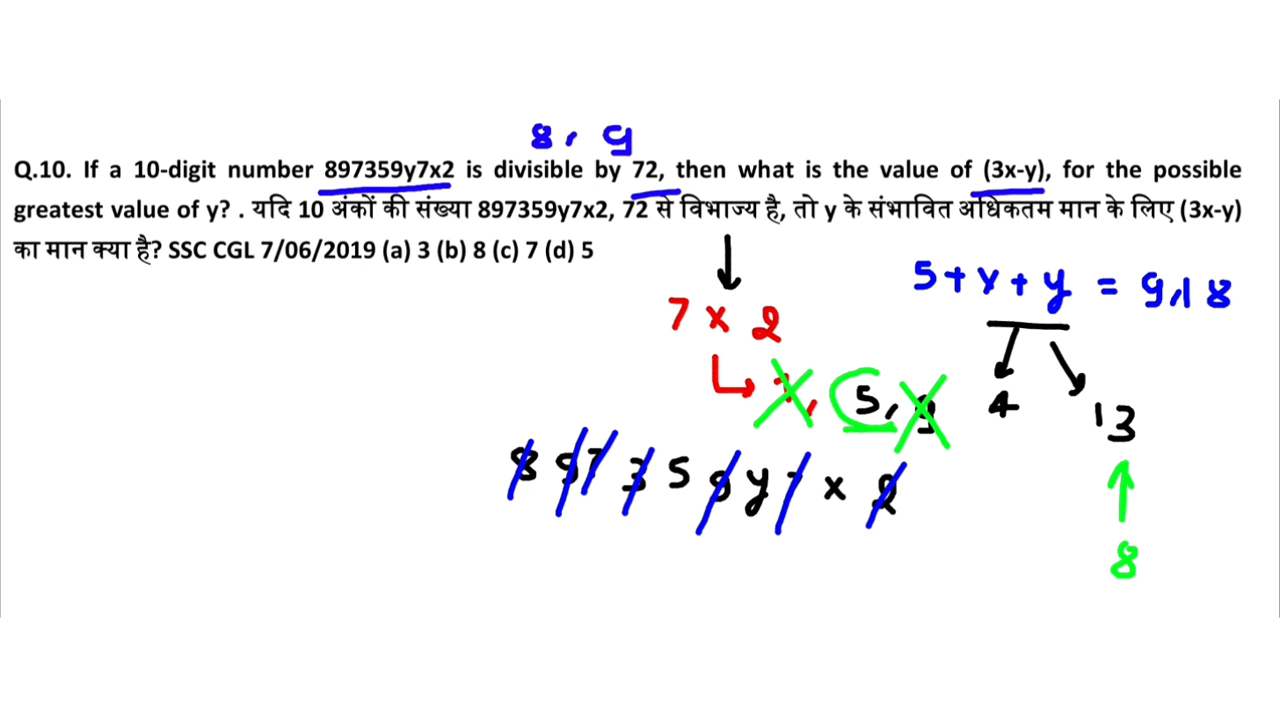 8, 9
Q.10. If a 10-digit number 897359y7x2 is divisible by 72, then what is the value of (3x-y), for the possible
greatest value of y? . यदि 10 अंकों की संख्या 897359y7x2, 72 से विभाज्य है, तो y के संभावित अधिकतम मान के लिए (3x-y)
का मान क्या है? SSC CGL 7/06/2019 (a) 3 (b) 8 (c) 7 (d) 5
5+x+y = 9,18
7 x 2
5, 9
4
13
8 9 7 3 5 9 y 7 x 2
8